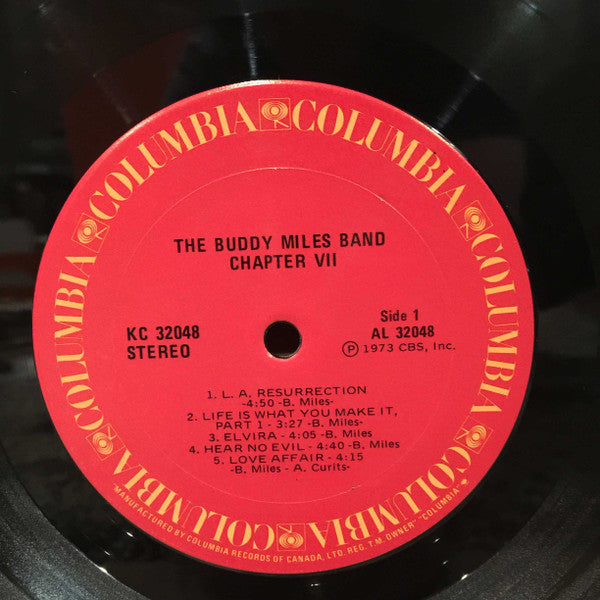 COLUMBIA COLUMBIA COLUMBIA COLUMBIA COLUMBIA COLUMBIA
THE BUDDY MILES BAND
CHAPTER VII
KC 32048
STEREO
Side 1
AL 32048
Ⓟ 1973 CBS, Inc.
1. L. A. RESURRECTION
-4:50 -B. Miles-
2. LIFE IS WHAT YOU MAKE IT,
PART 1 - 3:27 -B. Miles-
3. ELVIRA - 4:05 -B. Miles-
4. HEAR NO EVIL - 4:40 -B. Miles
5. LOVE AFFAIR - 4:15
-B. Miles - A. Curits-
"MANUFACTURED BY COLUMBIA RECORDS OF CANADA, LTD. REG. T.M. OWNER" "COLUMBIA",